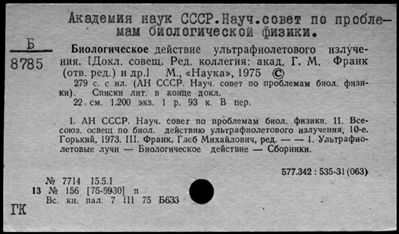 Академия наук СССР. Науч. совет по пробле-
мам биологической физики.
Б
8785
Биологическое действие ультрафиолетового излуче-
ния. [Докл. совещ. Ред. коллегия: акад. Г. М. Франк
(отв. ред.) и др.] М., «Наука», 1975 ©
279 с. с ил. (АН СССР. Науч. совет по проблемам биол. физи-
ки). Списки лит. в конце докл.
22 см. 1.200 экз. 1 р. 93 к. В пер.
I. АН СССР. Науч. совет по проблемам биол. физики. II. Все-
союз. освещ по биол. действию ультрафиолетового излучения, 10-е.
Горький, 1973. III. Франк, Глеб Михайлович, ред. — — 1. Ультрафио-
летовые лучи — Биологическое действие — Сборники.
577.342 : 535-31 (063)
№ 7714 15.5.1
13 № 156 [75-5930] п
Вс. кн. пал. 7 III 75 Б633
ГК